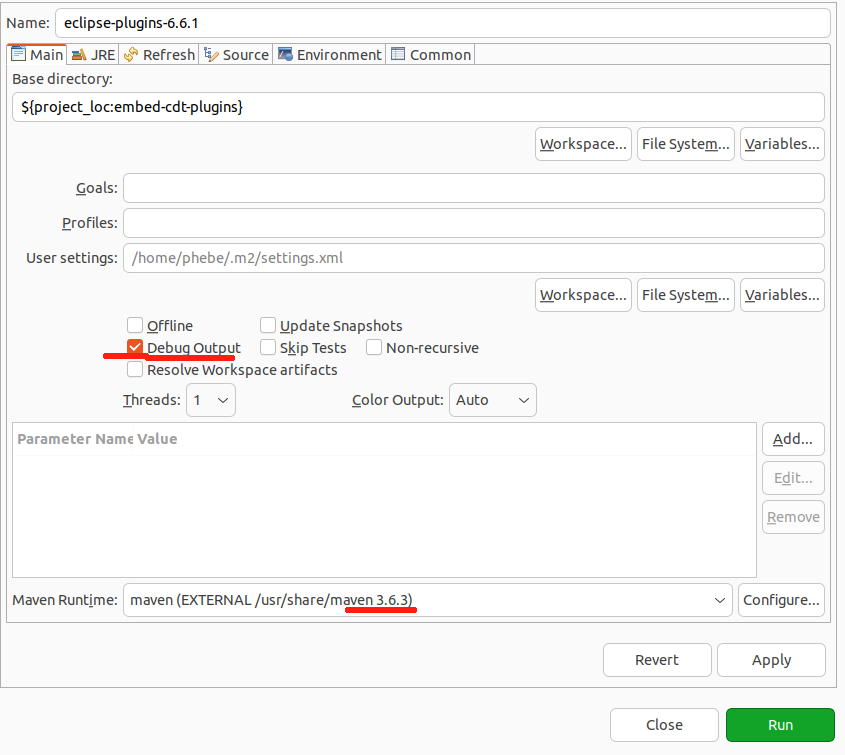 Name: eclipse-plugins-6.6.1
Main JRE Refresh Source Environment Common
Base directory:
${project_loc:embed-cdt-plugins}
Workspace... File System... Variables...
Goals:
Profiles:
User settings: /home/phebe/.m2/settings.xml
Workspace... File System... Variables...
Offline Update Snapshots
Debug Output Skip Tests Non-recursive
Resolve Workspace artifacts
Threads: 1 Color Output: Auto
Parameter Name Value Add...
Edit...
Remove
Maven Runtime: maven (EXTERNAL /usr/share/maven 3.6.3) Configure...
Revert Apply
Close Run